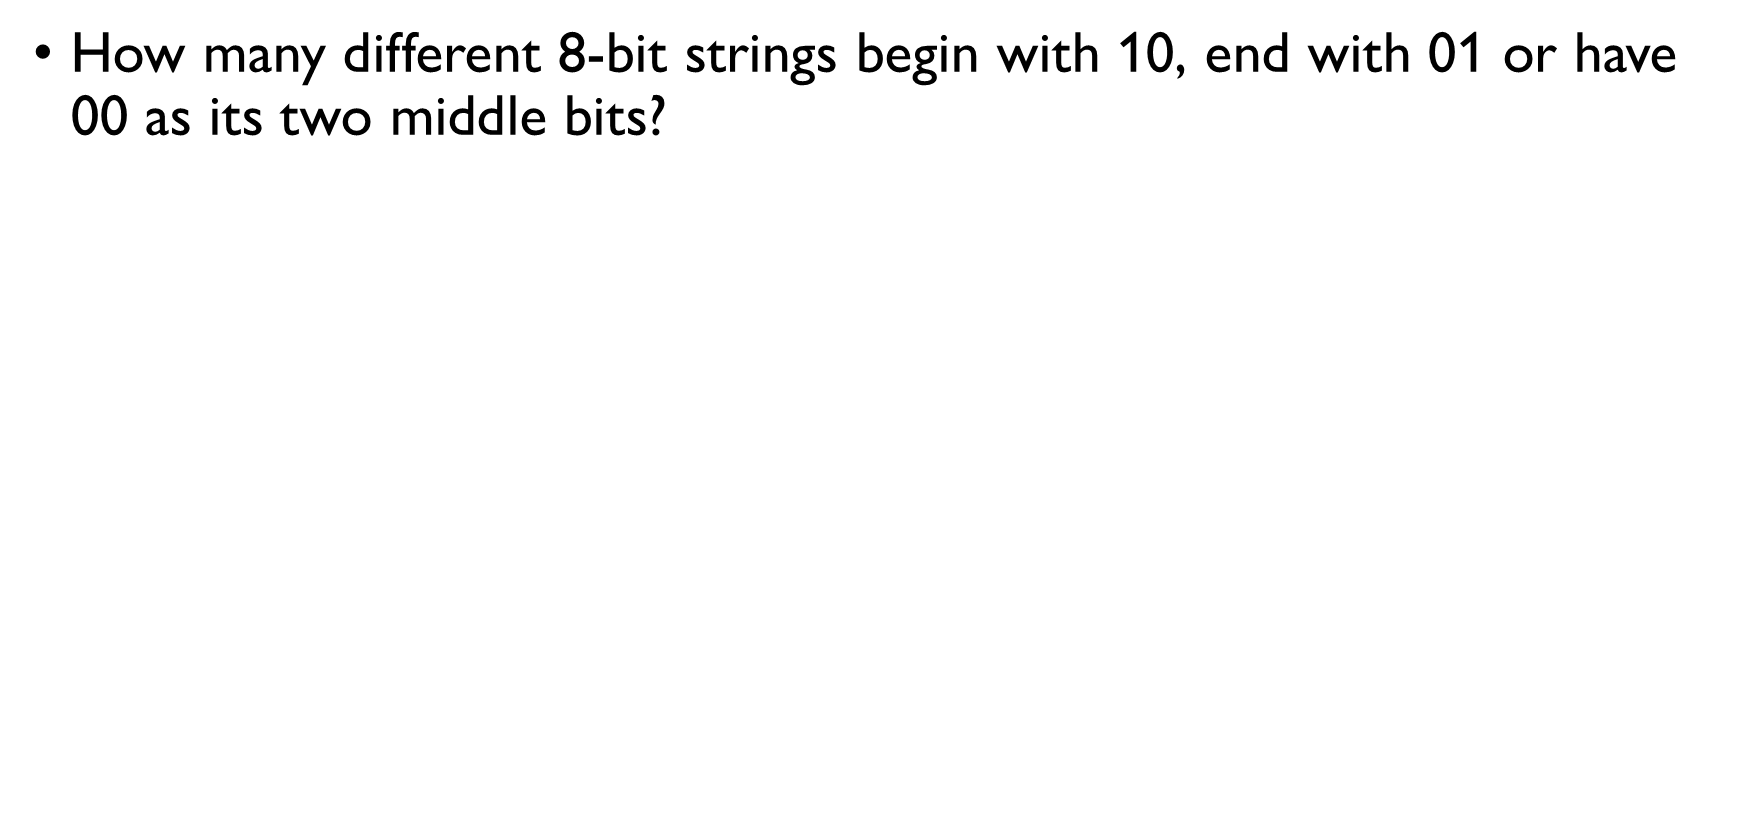 • How many different 8-bit strings begin with 10, end with 01 or have
00 as its two middle bits?